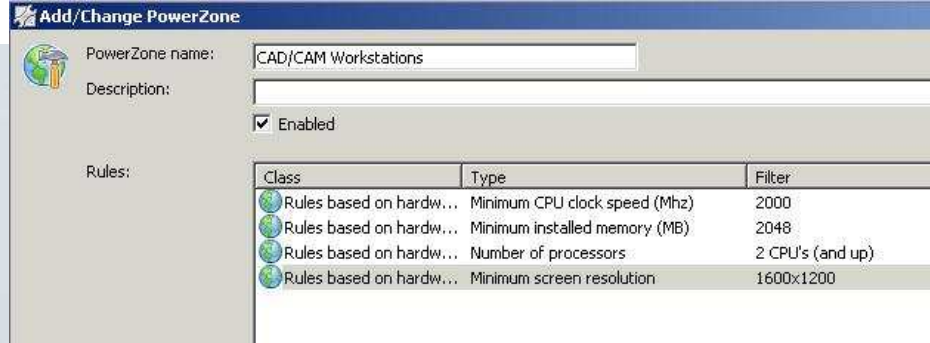 Add/Change PowerZone
PowerZone name: CAD/CAM Workstations
Description:
Enabled
Rules:
Class Type Filter
Rules based on hardw... Minimum CPU clock speed (Mhz) 2000
Rules based on hardw... Minimum installed memory (MB) 2048
Rules based on hardw... Number of processors 2 CPU's (and up)
Rules based on hardw... Minimum screen resolution 1600x1200